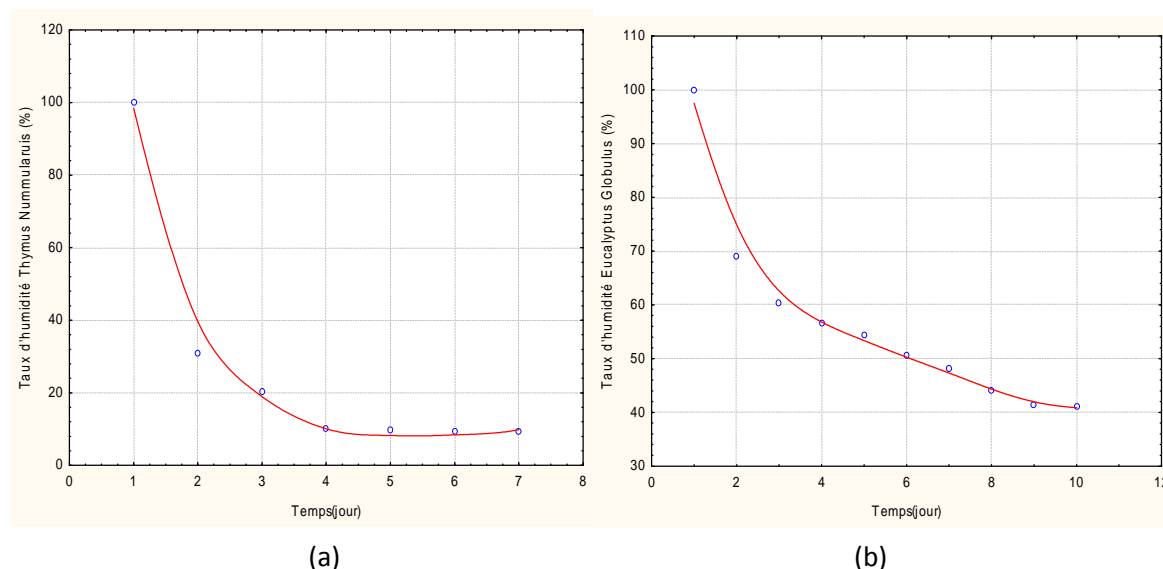 120
100
80
60
40
20
0
0 1 2 3 4 5 6 7 8
Taux d'humidité Thymus Nummularuis (%)
Temps(jour)
(a)
110
100
90
80
70
60
50
40
30
0 2 4 6 8 10 12
Taux d'humidité Eucalyptus Globulus (%)
Temps(jour)
(b)